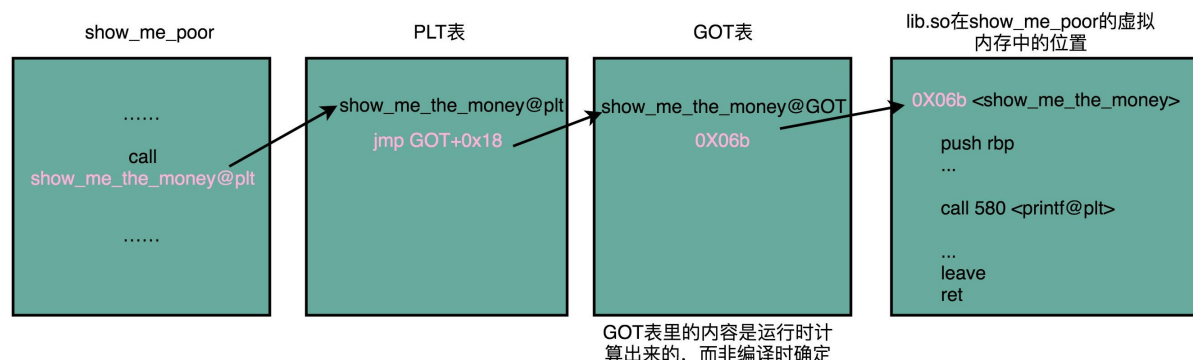 show_me_poor
PLT表
GOT表
lib.so在show_me_poor的虚拟
内存中的位置
......
call
show_me_the_money@plt
......
show_me_the_money@plt
jmp GOT+0x18
show_me_the_money@GOT
0X06b
0X06b <show_me_the_money>
push rbp
...
call 580 <printf@plt>
...
leave
ret
GOT表里的内容是运行时计
算出来的，而非编译时确定